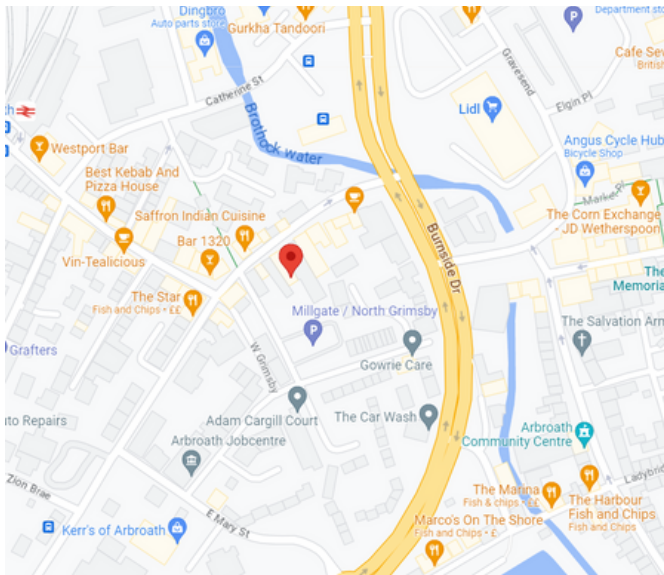 Dingbro
Auto parts store
Gurkha Tandoori
Department sto
Cafe Sev
British
Gravesend
Catherine St
Lidl
Elgin Pl
th
Brothock water
Westport Bar
Angus Cycle Hub
Bicycle Shop
Best Kebab And
Pizza House
Market Pl
Saffron Indian Cuisine
The Corn Exchange
- JD Wetherspoon
Bar 1320
Vin-Tealicious
Burnside Dr
The
Memoria
The Star
Fish and Chips • ££
Millgate / North Grimsby
P
The Salvation Arm
Grafters
W Grimsby
Gowrie Care
uto Repairs
Adam Cargill Court
The Car Wash
Arbroath
Community Centre
Arbroath Jobcentre
Zion Brae
Ladybrid
The Marina
Fish & chips • ££
The Harbour
Fish and Chips
Fish and Chips
E Mary St
Kerr's of Arbroath
Marco's On The Shore
Fish and Chips • £